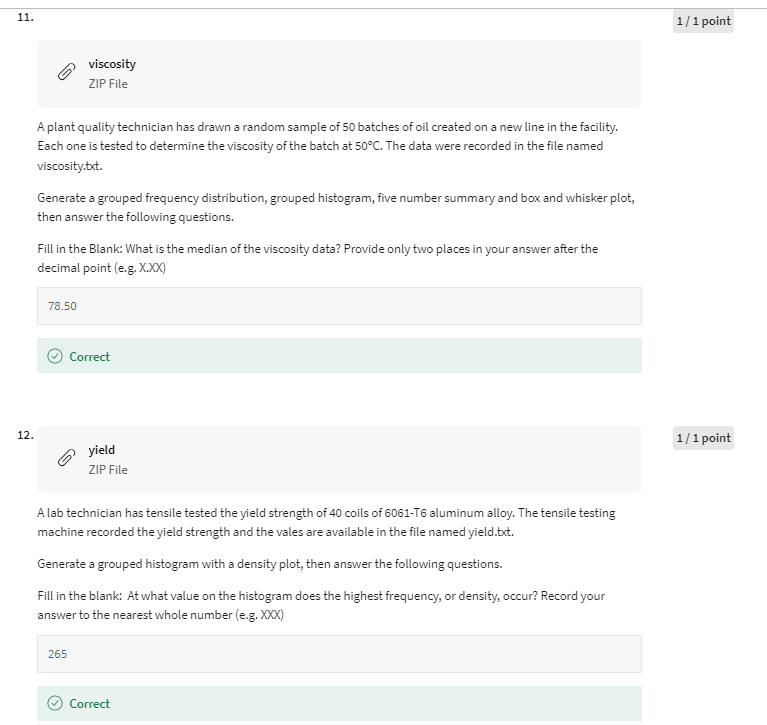 11.
1 / 1 point
viscosity
ZIP File
A plant quality technician has drawn a random sample of 50 batches of oil created on a new line in the facility.
Each one is tested to determine the viscosity of the batch at 50°C. The data were recorded in the file named
viscosity.txt.
Generate a grouped frequency distribution, grouped histogram, five number summary and box and whisker plot,
then answer the following questions.
Fill in the Blank: What is the median of the viscosity data? Provide only two places in your answer after the
decimal point (e.g. X.XX)
78.50
Correct
12.
1 / 1 point
yield
ZIP File
A lab technician has tensile tested the yield strength of 40 coils of 6061-T6 aluminum alloy. The tensile testing
machine recorded the yield strength and the vales are available in the file named yield.txt.
Generate a grouped histogram with a density plot, then answer the following questions.
Fill in the blank:  At what value on the histogram does the highest frequency, or density, occur? Record your
answer to the nearest whole number (e.g. XXX)
265
Correct